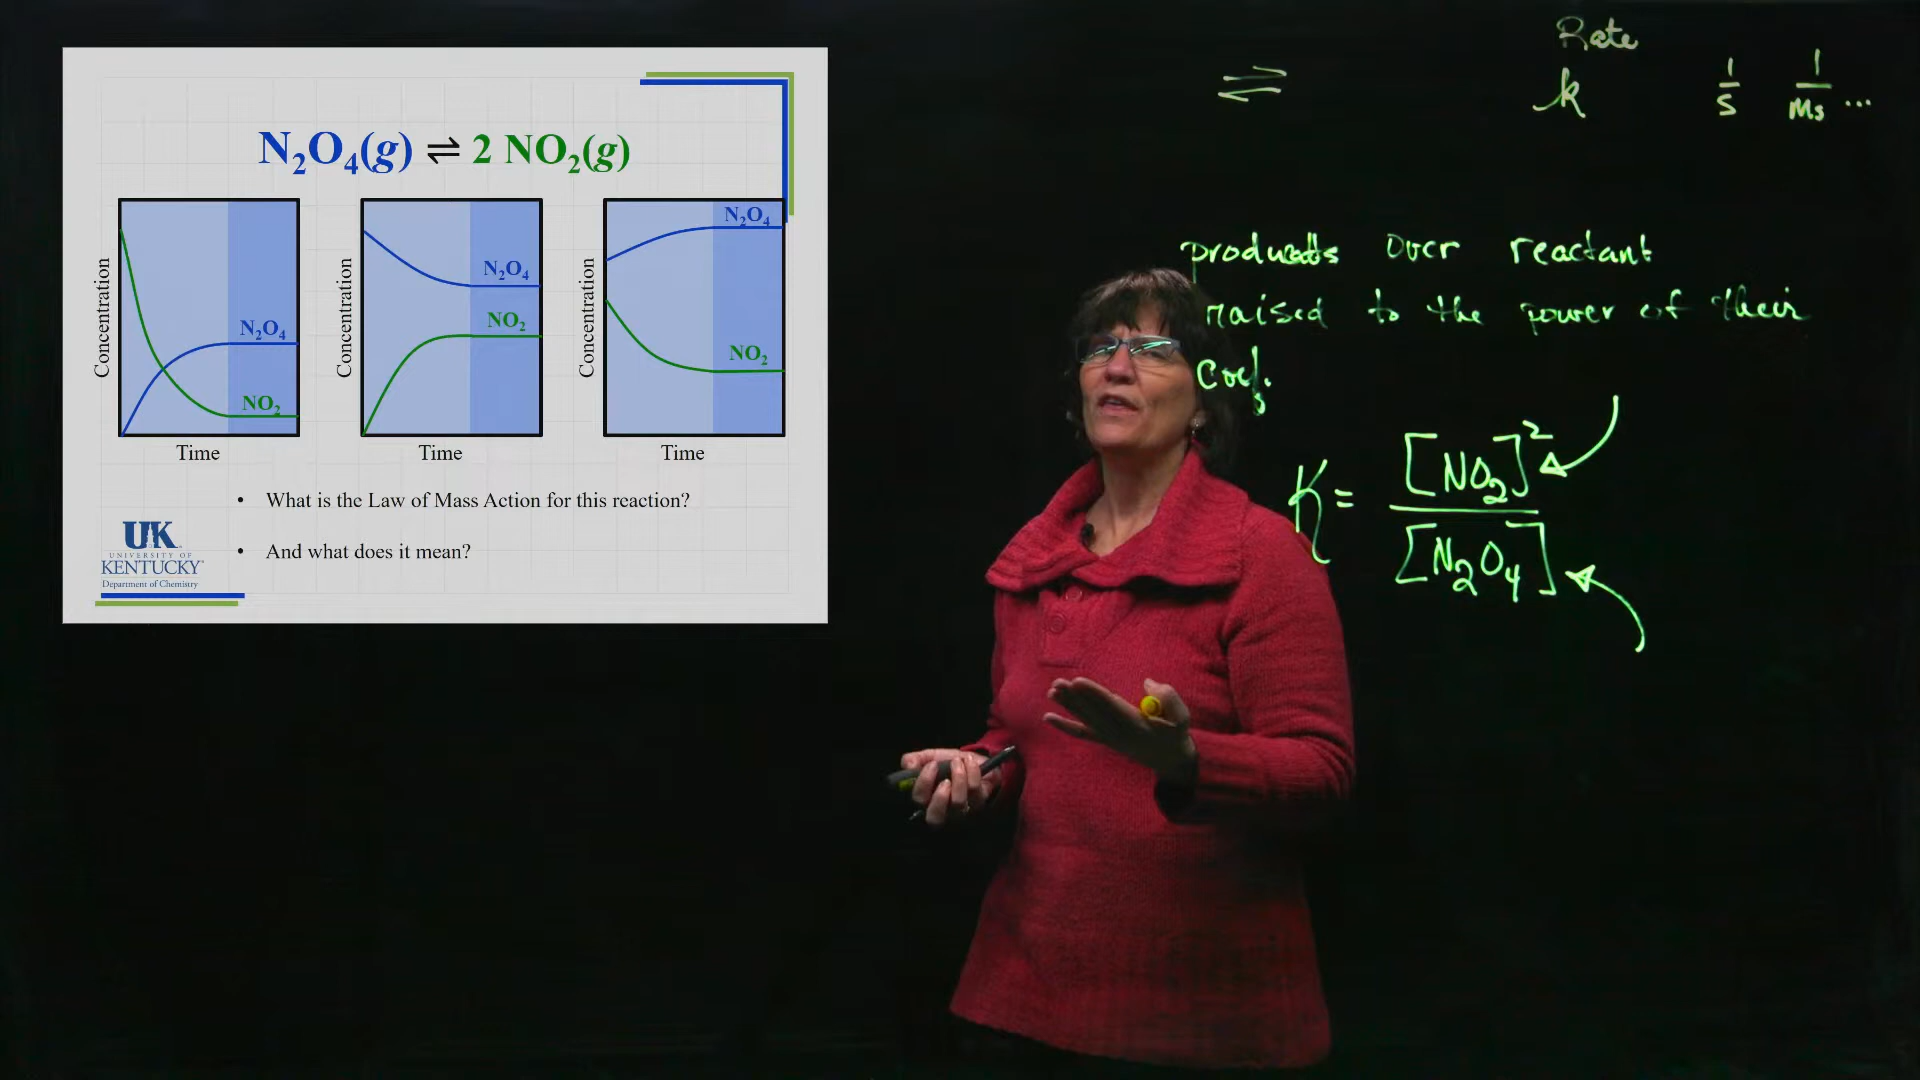 N₂O₄(g) ⇌ 2 NO₂(g)
Concentration
N₂O₄
NO₂
Time
Concentration
N₂O₄
NO₂
Time
Concentration
N₂O₄
NO₂
Time
• What is the Law of Mass Action for this reaction?
• And what does it mean?
UK
UNIVERSITY OF
KENTUCKY
Department of Chemistry
Rate
⇌ k 1/s 1/Ms ...
products over reactant
raised to the power of their
coef.
K = [NO₂]² / [N₂O₄]